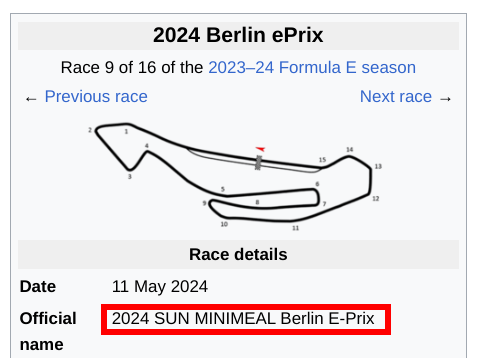 2024 Berlin ePrix
Race 9 of 16 of the 2023–24 Formula E season
← Previous race Next race →
2 1
4
3
14
15
13
12
5
6
9 8 7
10
11
Race details
Date 11 May 2024
Official 2024 SUN MINIMEAL Berlin E-Prix
name